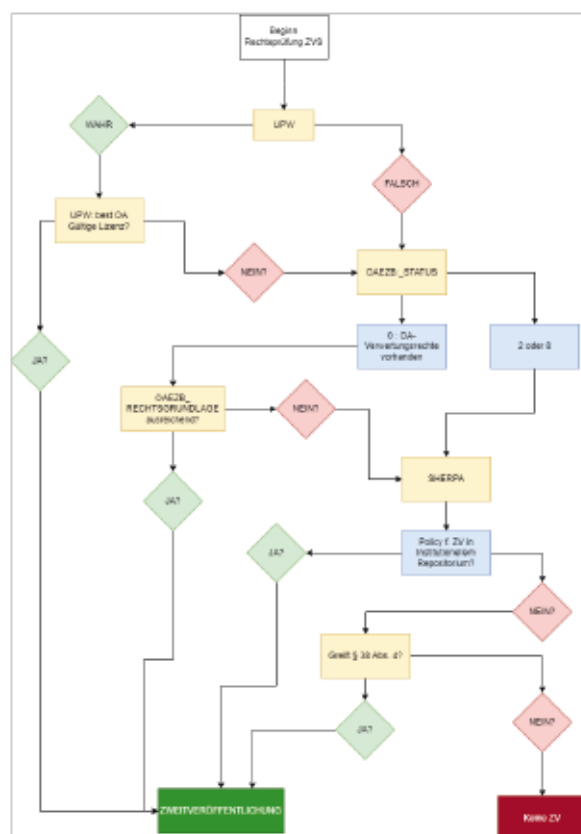 Beginn
Rechteprüfung ZVS
WAHR
UPW
FALSCH
UPW: best OA
Gültige Lizenz?
NEIN?
OAEZB_STATUS
JA?
0 : OA-
Verwertungsrechte
vorhanden
2 oder 8
OAEZB_
RECHTSGRUNDLAGE
ausreichend?
NEIN?
SHERPA
JA?
JA?
Policy f. ZV in
Institutionellem
Repositorium?
NEIN?
Greift § 38 Abs. 4?
JA?
NEIN?
ZWEITVERÖFFENTLICHUNG
Keine ZV